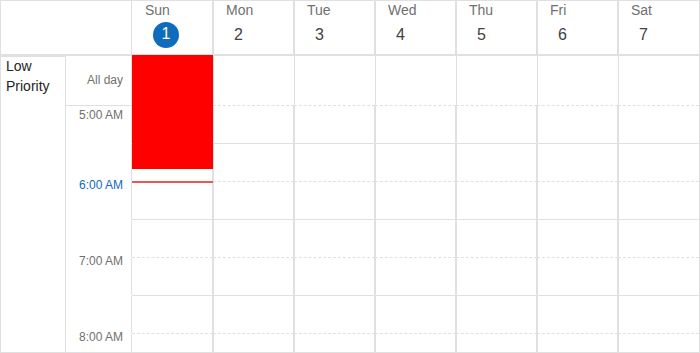 Sun Mon Tue Wed Thu Fri Sat
1 2 3 4 5 6 7
Low
Priority
All day
5:00 AM
6:00 AM
7:00 AM
8:00 AM